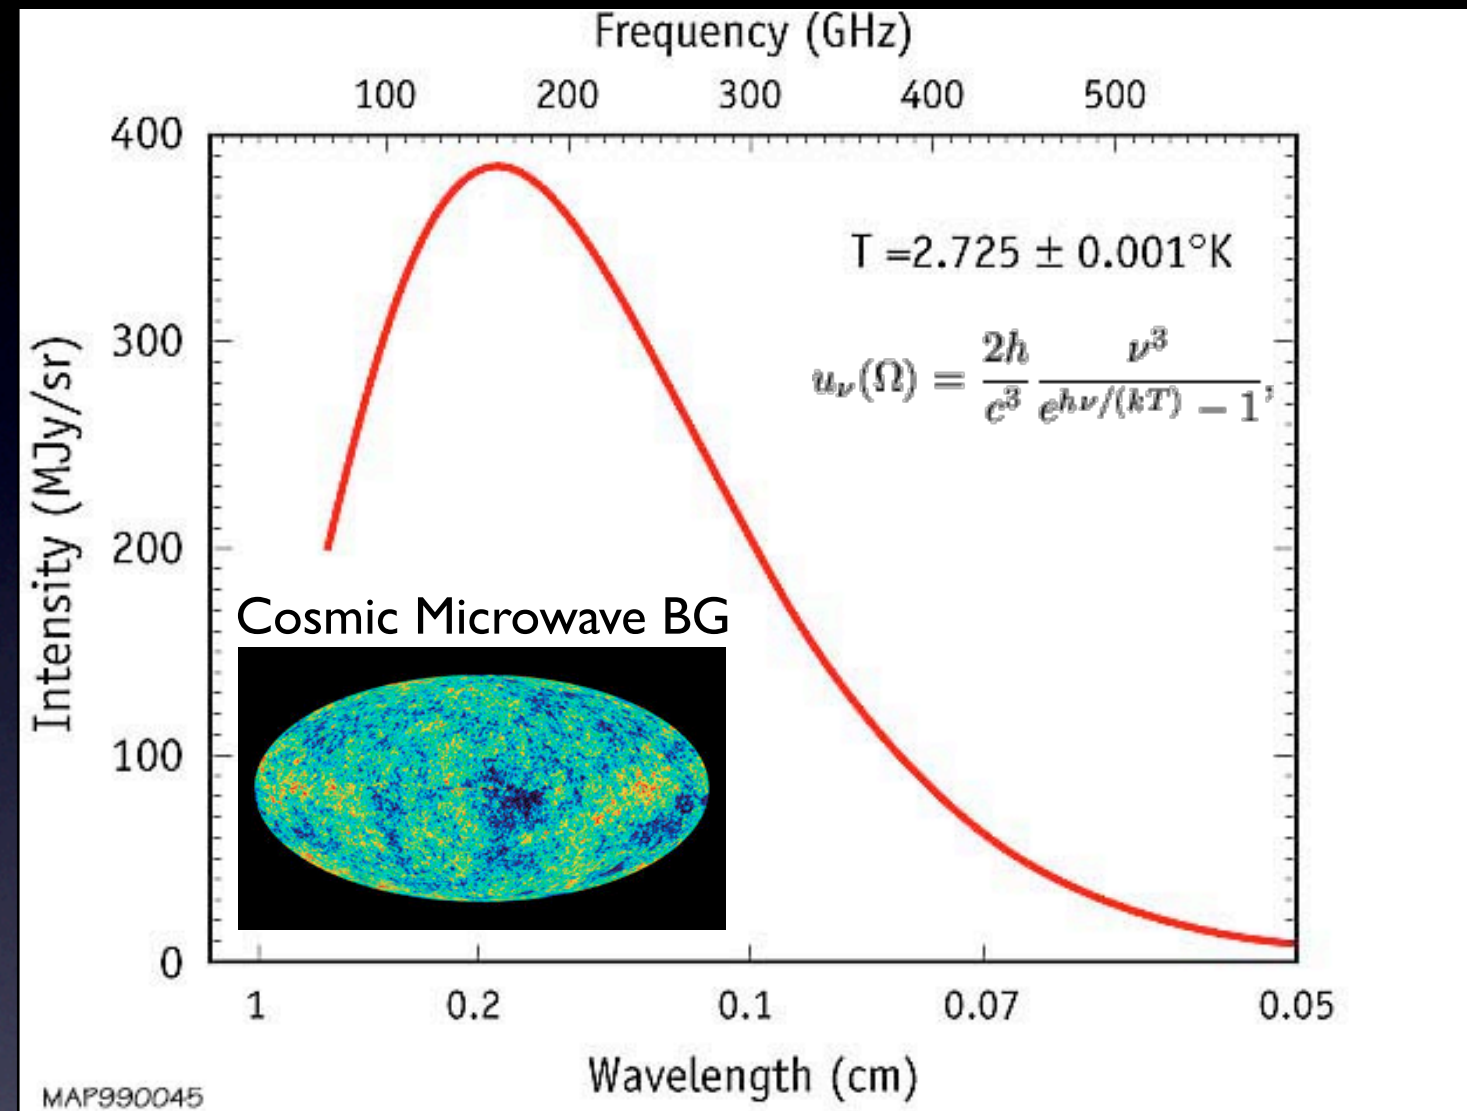 Frequency (GHz)
100 200 300 400 500
400
300
200
100
0
Intensity (MJy/sr)
T =2.725 ± 0.001°K
u_ν(Ω) = 2h/c³ ν³/(e^{hν/(kT)} − 1),
Cosmic Microwave BG
1 0.2 0.1 0.07 0.05
Wavelength (cm)
MAP990045